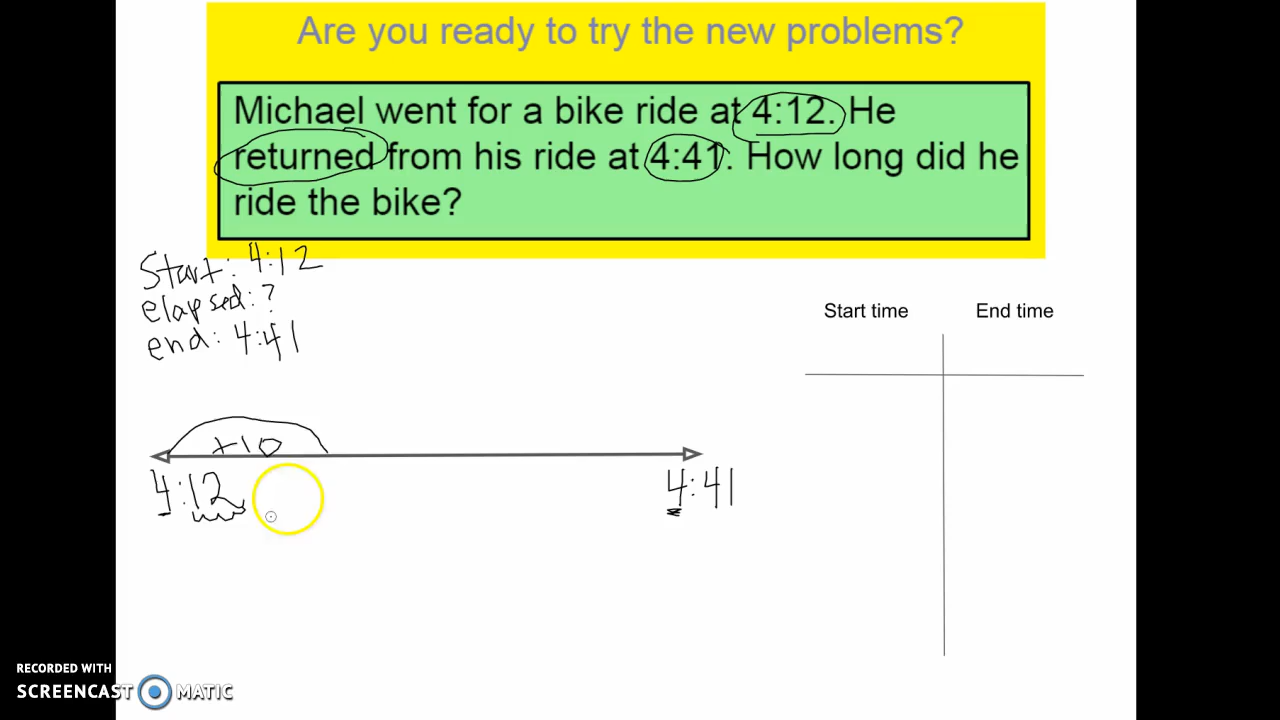 Are you ready to try the new problems?
Michael went for a bike ride at 4:12. He
returned from his ride at 4:41. How long did he
ride the bike?
Start: 4:12
elapsed: ?
end: 4:41
Start time End time
+10
4:12 4:41
RECORDED WITH
SCREENCAST MATIC